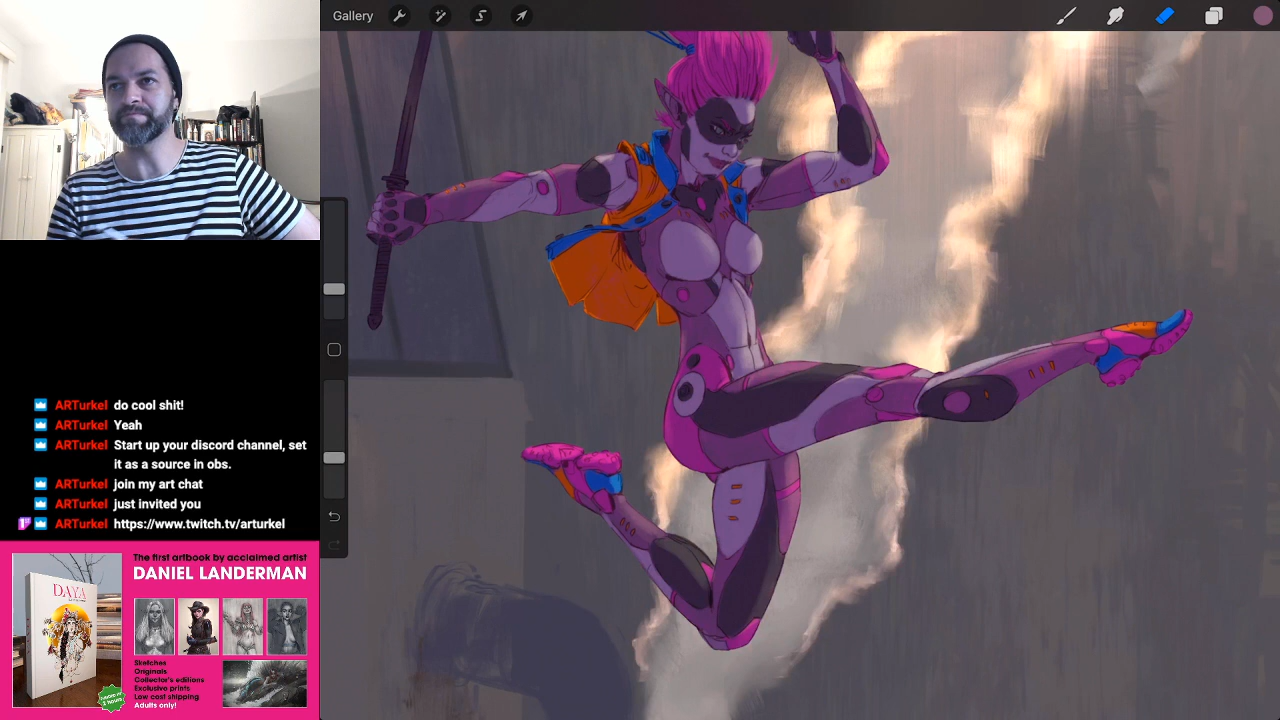 Gallery
ARTurkel do cool shit!
ARTurkel Yeah
ARTurkel Start up your discord channel, set
it as a source in obs.
ARTurkel join my art chat
ARTurkel just invited you
ARTurkel https://www.twitch.tv/arturkel
The first artbook by acclaimed artist
DANIEL LANDERMAN
DAYA
Sketches
Originals
Collector's editions
Exclusive prints
Low cost shipping
Adults only!